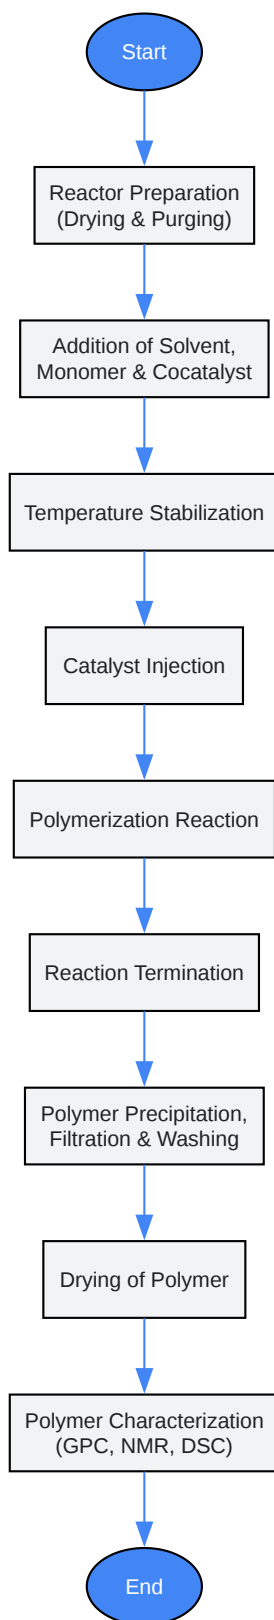 Start
Reactor Preparation
(Drying & Purging)
Addition of Solvent,
Monomer & Cocatalyst
Temperature Stabilization
Catalyst Injection
Polymerization Reaction
Reaction Termination
Polymer Precipitation,
Filtration & Washing
Drying of Polymer
Polymer Characterization
(GPC, NMR, DSC)
End